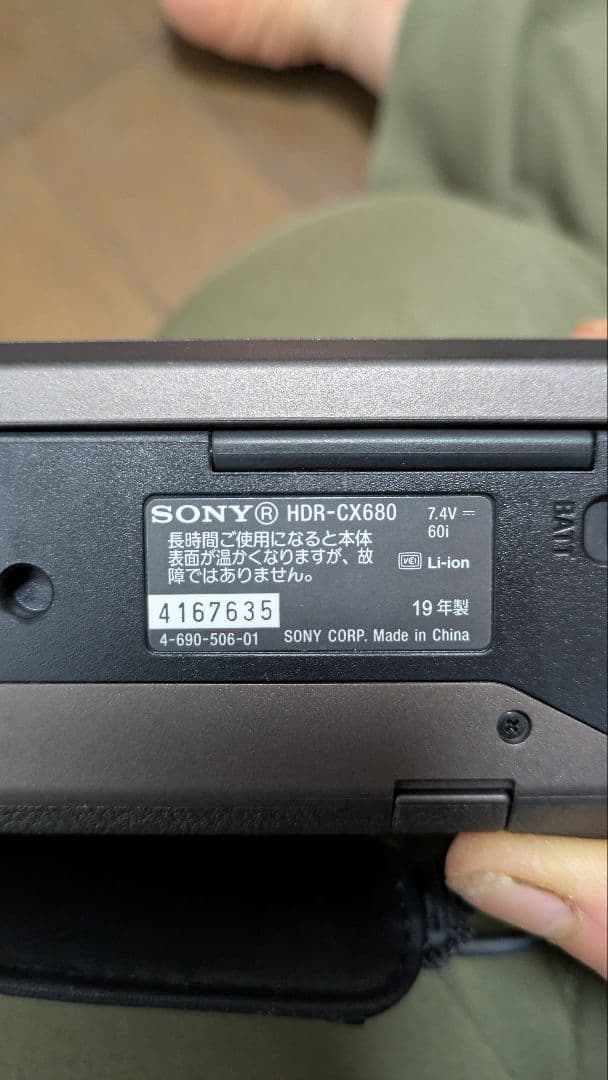 SONY® HDR-CX680
7.4V ⎓
60i
長時間ご使用になると本体
表面が温かくなりますが、故
障ではありません。
VCI Li-ion
4167635
19年製
4-690-506-01 SONY CORP. Made in China
BATT